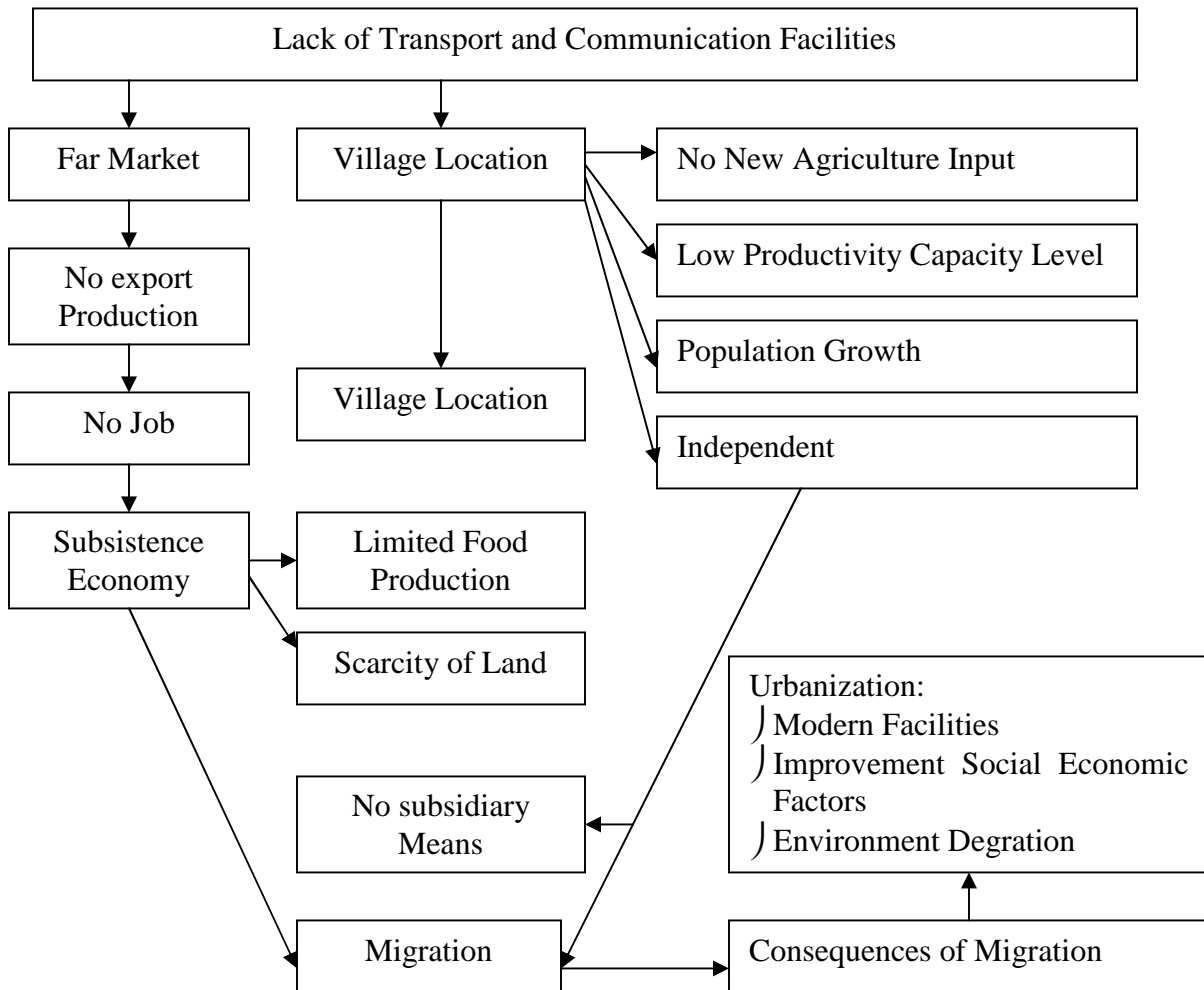 Lack of Transport and Communication Facilities
Far Market
Village Location
No New Agriculture Input
Low Productivity Capacity Level
No export
Production
Population Growth
Village Location
No Job
Independent
Subsistence
Economy
Limited Food
Production
Scarcity of Land
Urbanization:
Modern Facilities
Improvement Social Economic
Factors
Environment Degration
No subsidiary
Means
Migration
Consequences of Migration